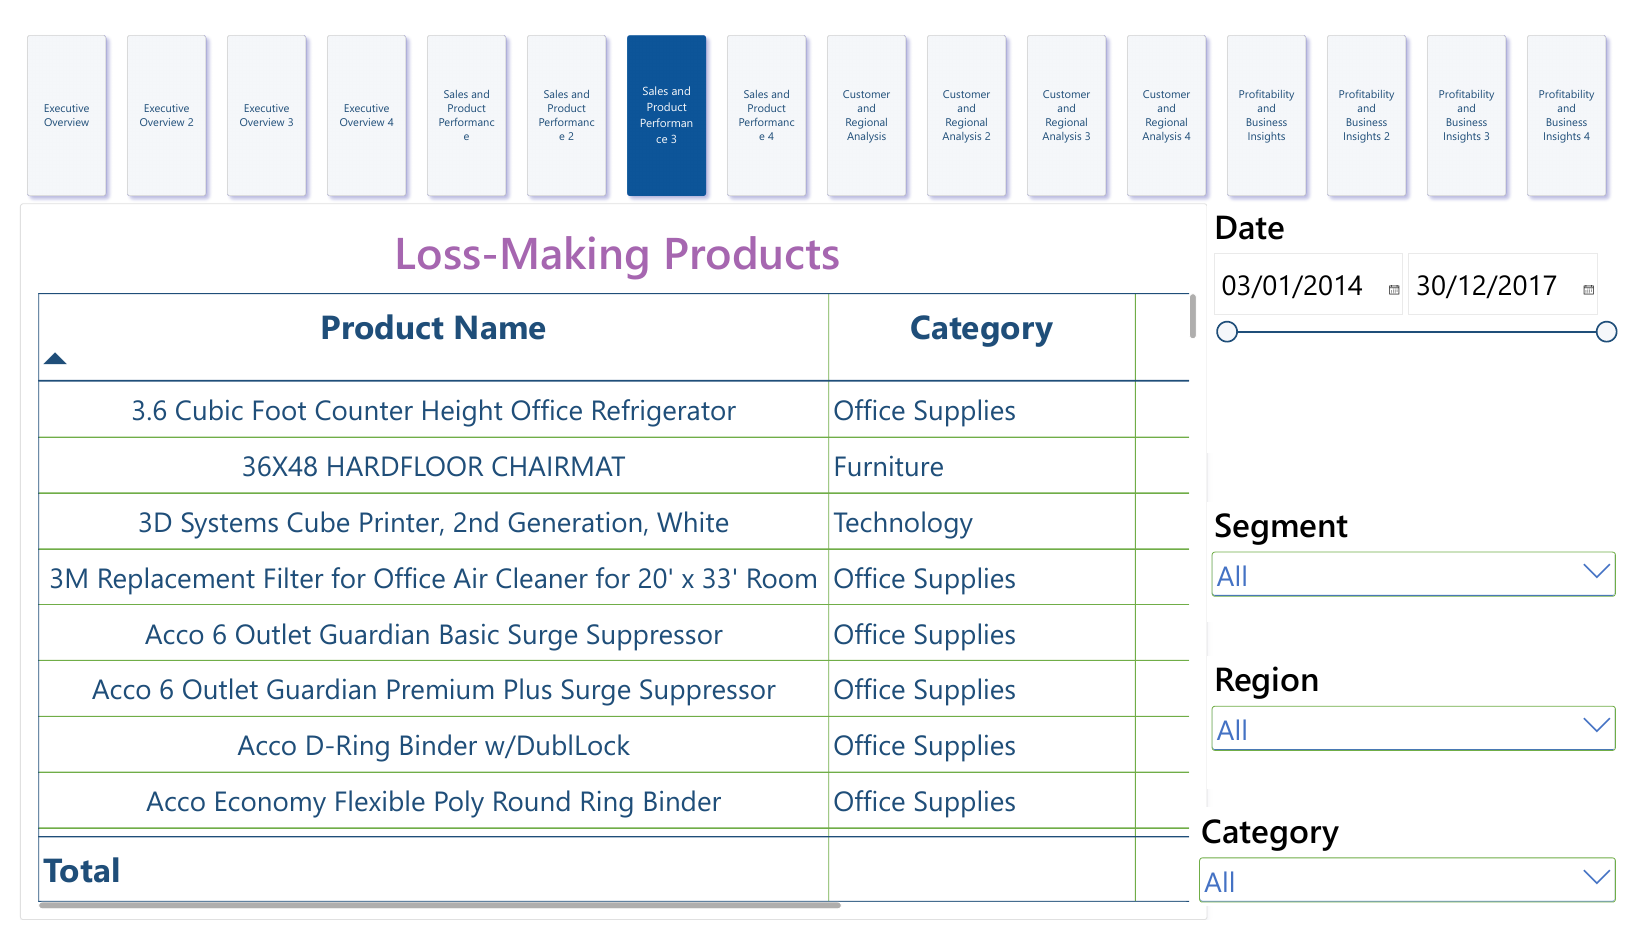 Executive
Overview
Executive
Overview 2
Executive
Overview 3
Executive
Overview 4
Sales and
Product
Performanc
e
Sales and
Product
Performanc
e 2
Sales and
Product
Performan
ce 3
Sales and
Product
Performanc
e 4
Customer
and
Regional
Analysis
Customer
and
Regional
Analysis 2
Customer
and
Regional
Analysis 3
Customer
and
Regional
Analysis 4
Profitability
and
Business
Insights
Profitability
and
Business
Insights 2
Profitability
and
Business
Insights 3
Profitability
and
Business
Insights 4
Loss-Making Products
Product Name Category
3.6 Cubic Foot Counter Height Office Refrigerator Office Supplies
36X48 HARDFLOOR CHAIRMAT Furniture
3D Systems Cube Printer, 2nd Generation, White Technology
3M Replacement Filter for Office Air Cleaner for 20' x 33' Room Office Supplies
Acco 6 Outlet Guardian Basic Surge Suppressor Office Supplies
Acco 6 Outlet Guardian Premium Plus Surge Suppressor Office Supplies
Acco D-Ring Binder w/DublLock Office Supplies
Acco Economy Flexible Poly Round Ring Binder Office Supplies
Total
Date
03/01/2014 30/12/2017
Segment
All
Region
All
Category
All